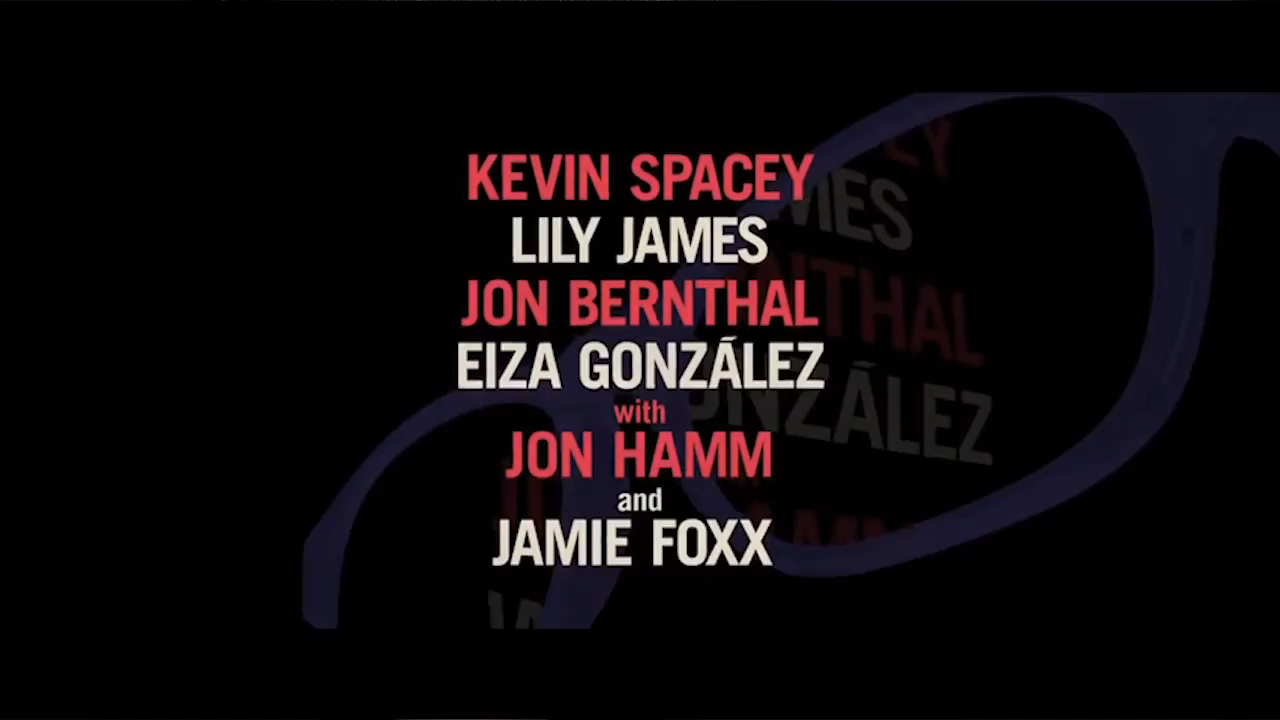 KEVIN SPACEY
LILY JAMES
JON BERNTHAL
EIZA GONZÁLEZ
with
JON HAMM
and
JAMIE FOXX